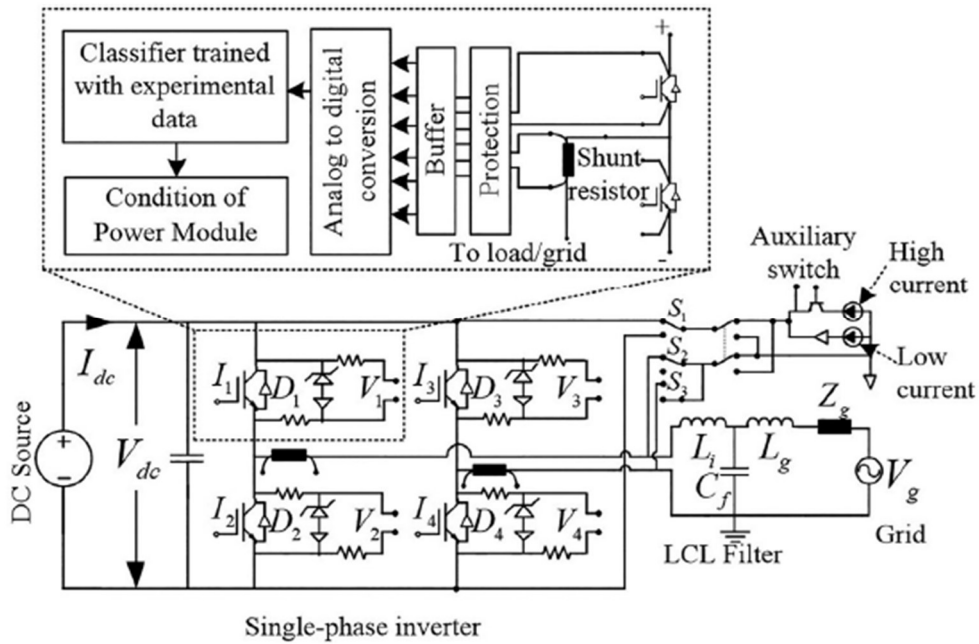 Classifier trained
with experimental
data
Condition of
Power Module
Analog to digital
conversion
Buffer
Protection
+
Shunt
resistor
-
To load/grid
Auxiliary
switch
High
current
Low
current
S1
S2
S3
DC Source
+
-
Idc
Vdc
I1
D1
V1
I3
D3
V3
I2
D2
V2
I4
D4
V4
Li
Lg
Cf
Zg
Vg
Grid
LCL Filter
Single-phase inverter